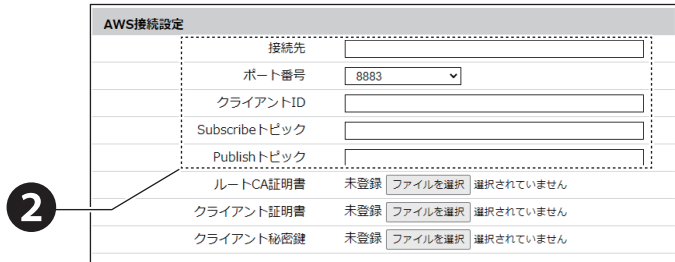 AWS接続設定
接続先
ポート番号 8883
クライアントID
Subscribeトピック
Publishトピック
ルートCA証明書 未登録 ファイルを選択 選択されていません
クライアント証明書 未登録 ファイルを選択 選択されていません
クライアント秘密鍵 未登録 ファイルを選択 選択されていません
2